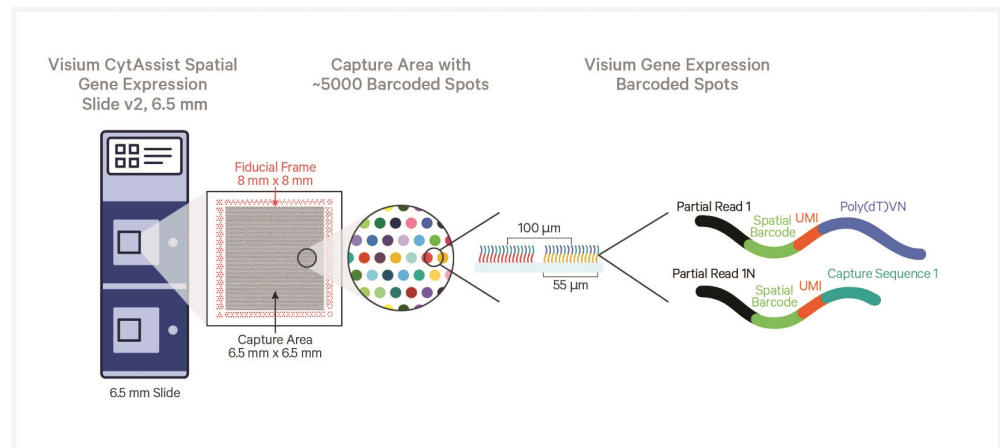 Visium CytAssist Spatial
Gene Expression
Slide v2, 6.5 mm
Capture Area with
~5000 Barcoded Spots
Visium Gene Expression
Barcoded Spots
Fiducial Frame
8 mm x 8 mm
Capture Area
6.5 mm x 6.5 mm
6.5 mm Slide
100 µm
55 µm
Partial Read 1
Spatial
Barcode
UMI
Poly(dT)VN
Partial Read 1N
Spatial
Barcode
UMI
Capture Sequence 1